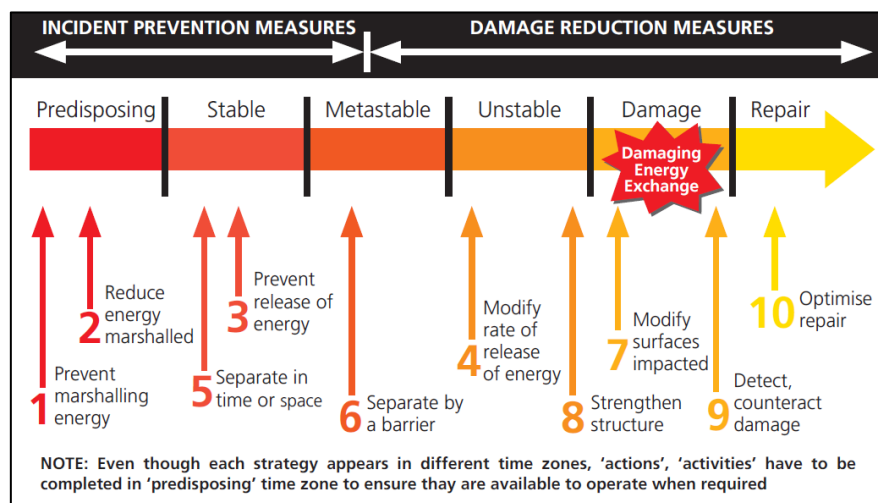 INCIDENT PREVENTION MEASURES
DAMAGE REDUCTION MEASURES
Predisposing
Stable
Metastable
Unstable
Damage
Repair
Damaging
Energy
Exchange
1
Prevent
marshalling
energy
2
Reduce
energy
marshalled
5
Separate in
time or space
3
Prevent
release of
energy
6
Separate by
a barrier
4
Modify
rate of
release
of energy
8
Strengthen
structure
7
Modify
surfaces
impacted
9
Detect,
counteract
damage
10
Optimise
repair
NOTE: Even though each strategy appears in different time zones, ‘actions’, ‘activities’ have to be
completed in ‘predisposing’ time zone to ensure thay are available to operate when required